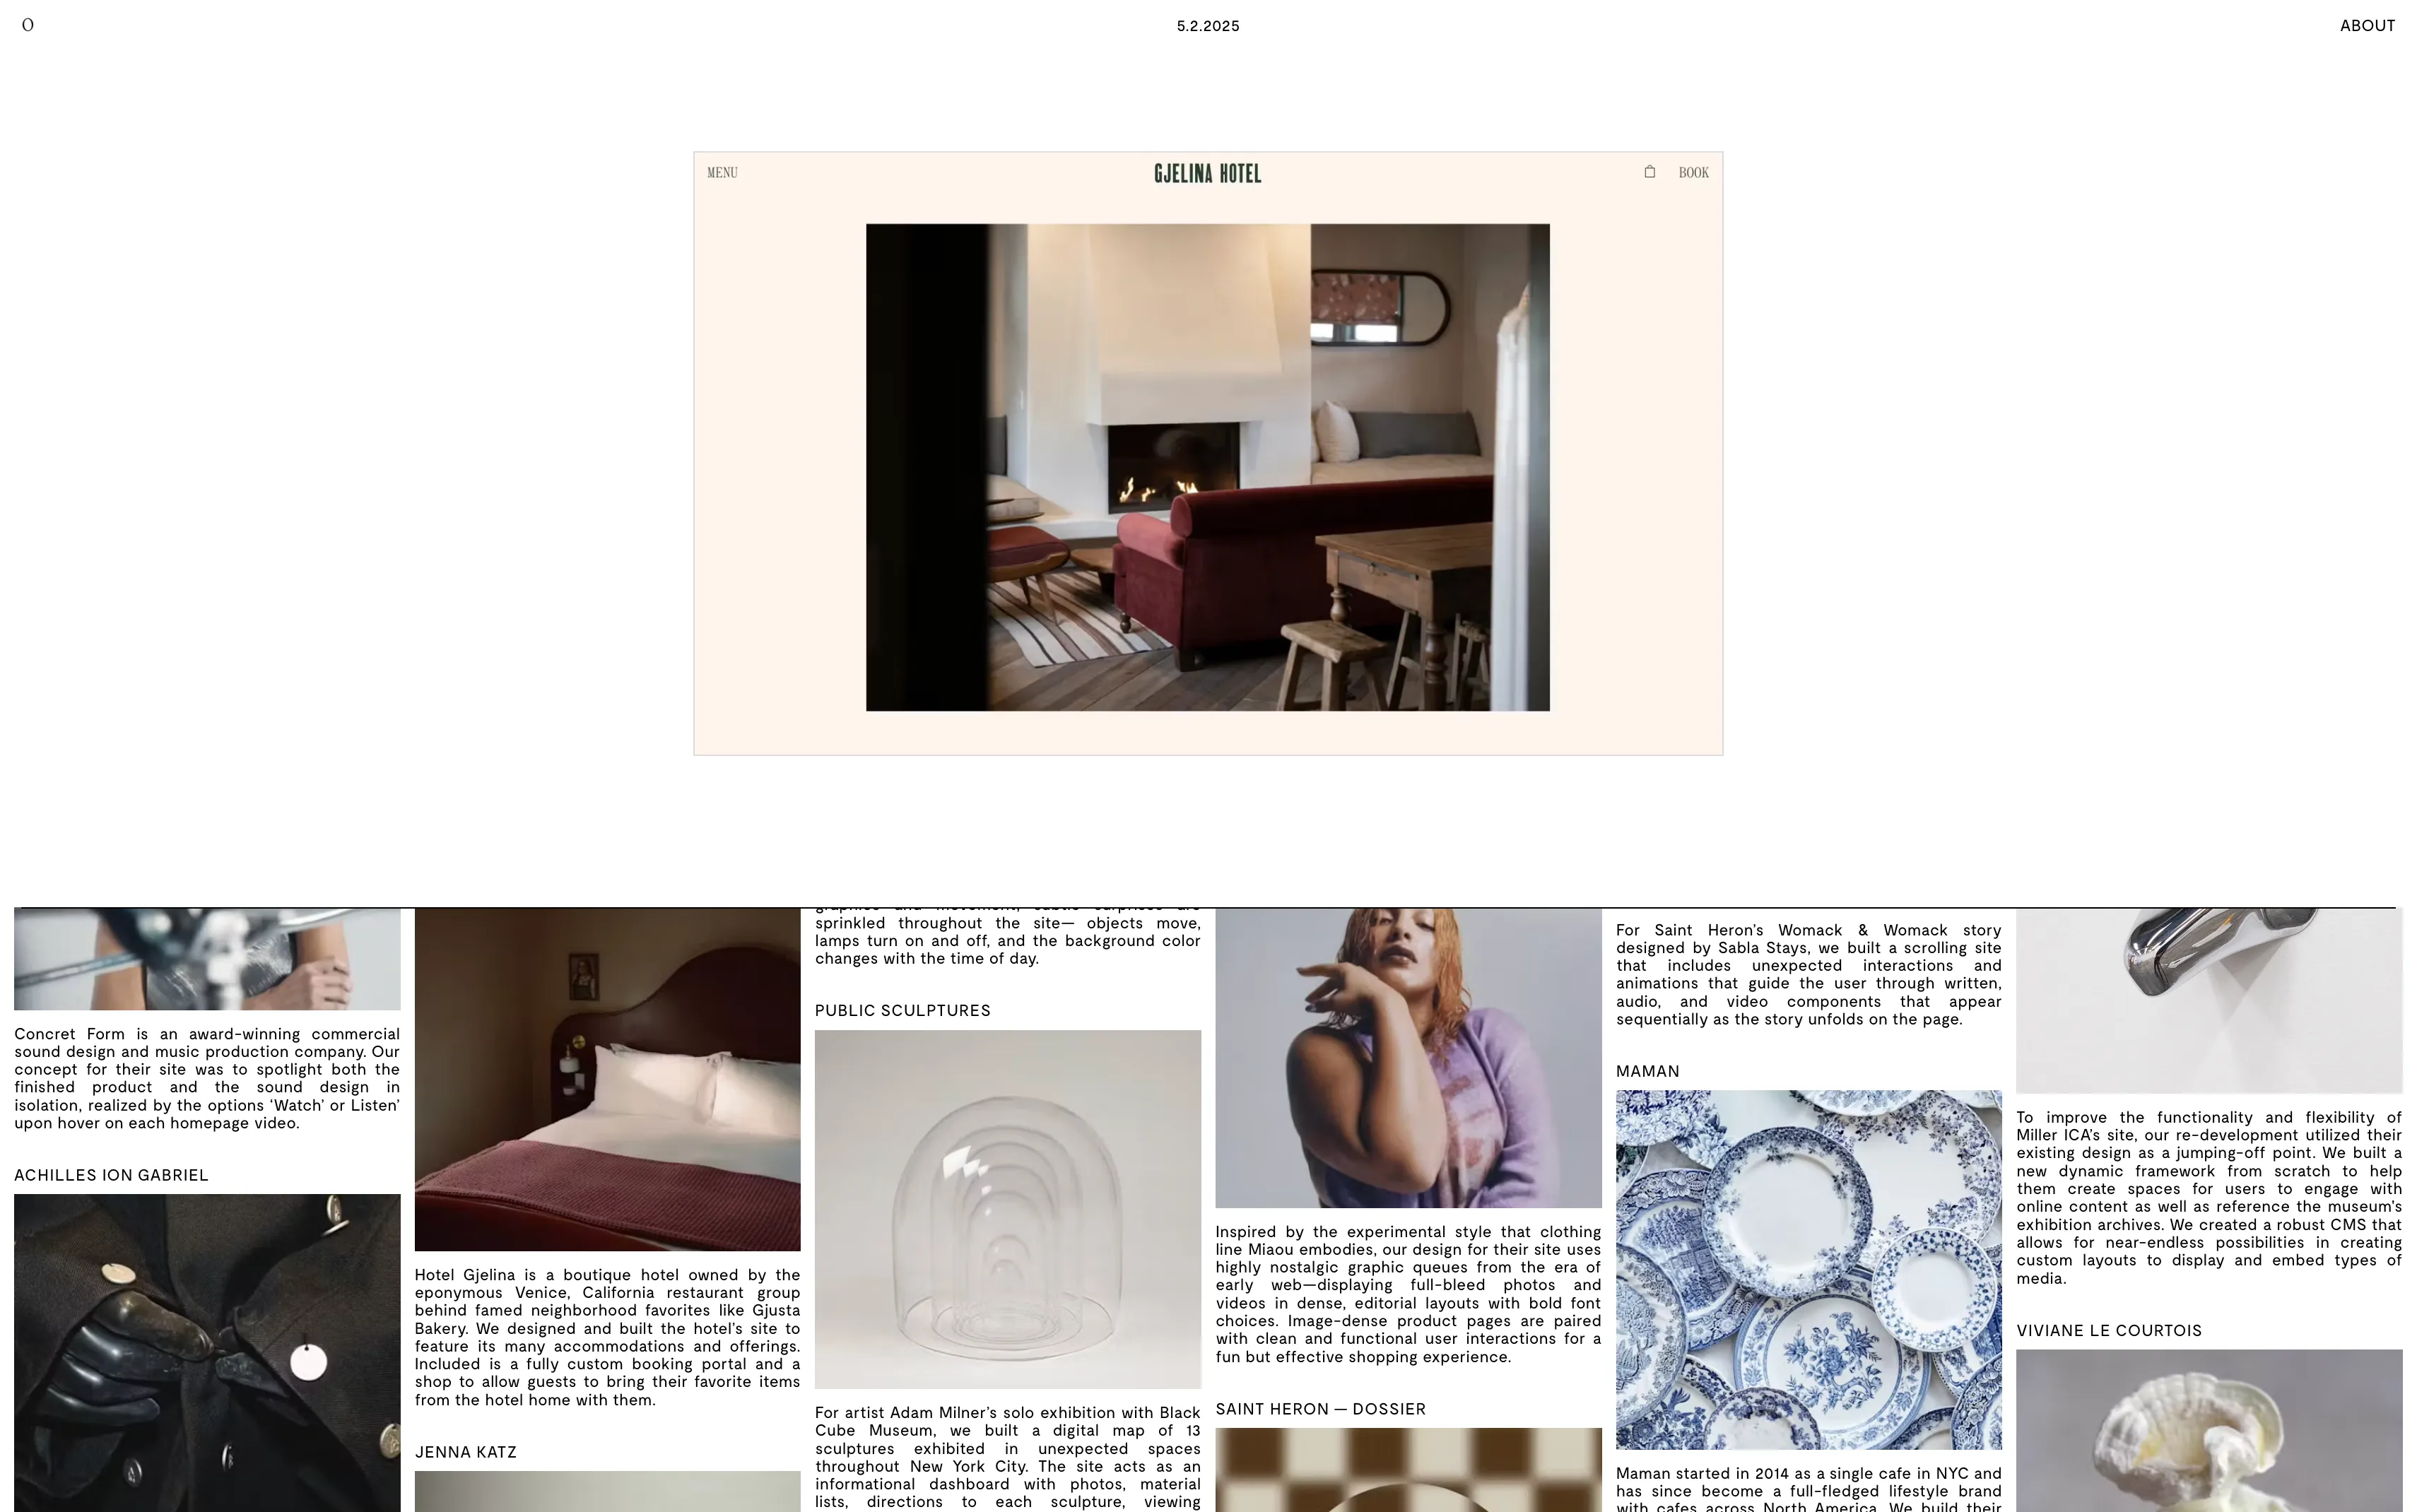 O
5.2.2025
ABOUT
MENU
GJELINA HOTEL
BOOK
Concret Form is an award-winning commercial
sound design and music production company. Our
concept for their site was to spotlight both the
finished product and the sound design in
isolation, realized by the options ‘Watch’ or Listen’
upon hover on each homepage video.
ACHILLES ION GABRIEL
Hotel Gjelina is a boutique hotel owned by the
eponymous Venice, California restaurant group
behind famed neighborhood favorites like Gjusta
Bakery. We designed and built the hotel’s site to
feature its many accommodations and offerings.
Included is a fully custom booking portal and a
shop to allow guests to bring their favorite items
from the hotel home with them.
JENNA KATZ
graphics and movement, subtle surprises are
sprinkled throughout the site— objects move,
lamps turn on and off, and the background color
changes with the time of day.
PUBLIC SCULPTURES
For artist Adam Milner’s solo exhibition with Black
Cube Museum, we built a digital map of 13
sculptures exhibited in unexpected spaces
throughout New York City. The site acts as an
informational dashboard with photos, material
lists, directions to each sculpture, viewing
Inspired by the experimental style that clothing
line Miaou embodies, our design for their site uses
highly nostalgic graphic queues from the era of
early web—displaying full-bleed photos and
videos in dense, editorial layouts with bold font
choices. Image-dense product pages are paired
with clean and functional user interactions for a
fun but effective shopping experience.
SAINT HERON — DOSSIER
For Saint Heron’s Womack & Womack story
designed by Sabla Stays, we built a scrolling site
that includes unexpected interactions and
animations that guide the user through written,
audio, and video components that appear
sequentially as the story unfolds on the page.
MAMAN
Maman started in 2014 as a single cafe in NYC and
has since become a full-fledged lifestyle brand
with cafes across North America. We build their
To improve the functionality and flexibility of
Miller ICA’s site, our re-development utilized their
existing design as a jumping-off point. We built a
new dynamic framework from scratch to help
them create spaces for users to engage with
online content as well as reference the museum’s
exhibition archives. We created a robust CMS that
allows for near-endless possibilities in creating
custom layouts to display and embed types of
media.
VIVIANE LE COURTOIS